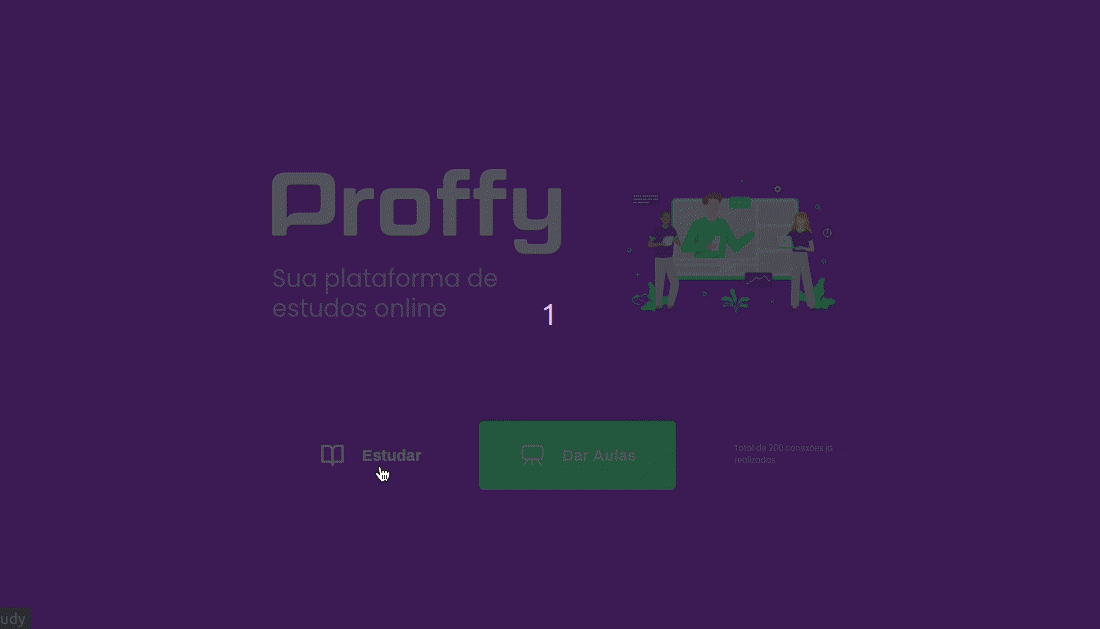 Proffy
Sua plataforma de
estudos online
1
Estudar
Dar Aulas
Total de 200 conexões já
realizadas
udy